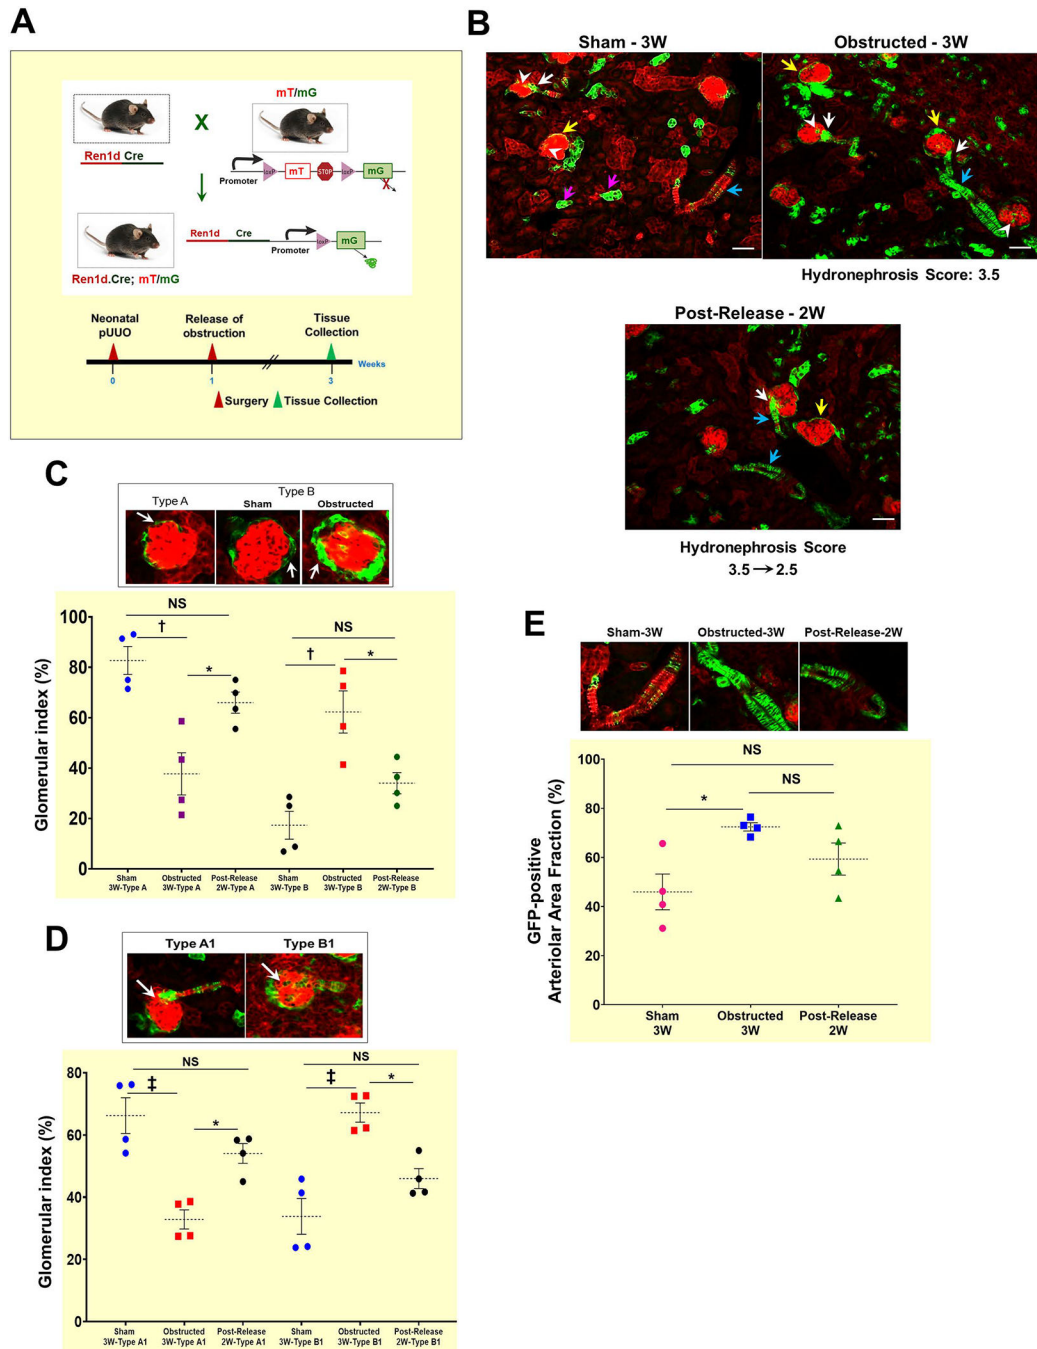 A
mT/mG
X
Ren1d Cre
Promoter
loxP
mT
STOP
loxP
mG
X
Ren1d
Cre
Promoter
loxP
mG
Ren1d.Cre; mT/mG
Neonatal
pUUO
Release of
obstruction
Tissue
Collection
Weeks
0
1
3
Surgery
Tissue Collection
B
Sham - 3W
Obstructed - 3W
Hydronephrosis Score: 3.5
Post-Release - 2W
Hydronephrosis Score
3.5→2.5
C
Type A
Type B
Sham
Obstructed
Glomerular index (%)
100
80
60
40
20
0
NS
†
*
NS
†
*
Sham
3W-Type A
Obstructed
3W-Type A
Post-Release
2W-Type A
Sham
3W-Type B
Obstructed
3W-Type B
Post-Release
2W-Type B
D
Type A1
Type B1
Glomerular index (%)
80
60
40
20
0
NS
‡
*
NS
‡
*
Sham
3W-Type A1
Obstructed
3W-Type A1
Post-Release
2W-Type A1
Sham
3W-Type B1
Obstructed
3W-Type B1
Post-Release
2W-Type B1
E
Sham-3W
Obstructed-3W
Post-Release-2W
GFP-positive
Arteriolar Area Fraction (%)
100
80
60
40
20
0
NS
NS
*
Sham
3W
Obstructed
3W
Post-Release
2W